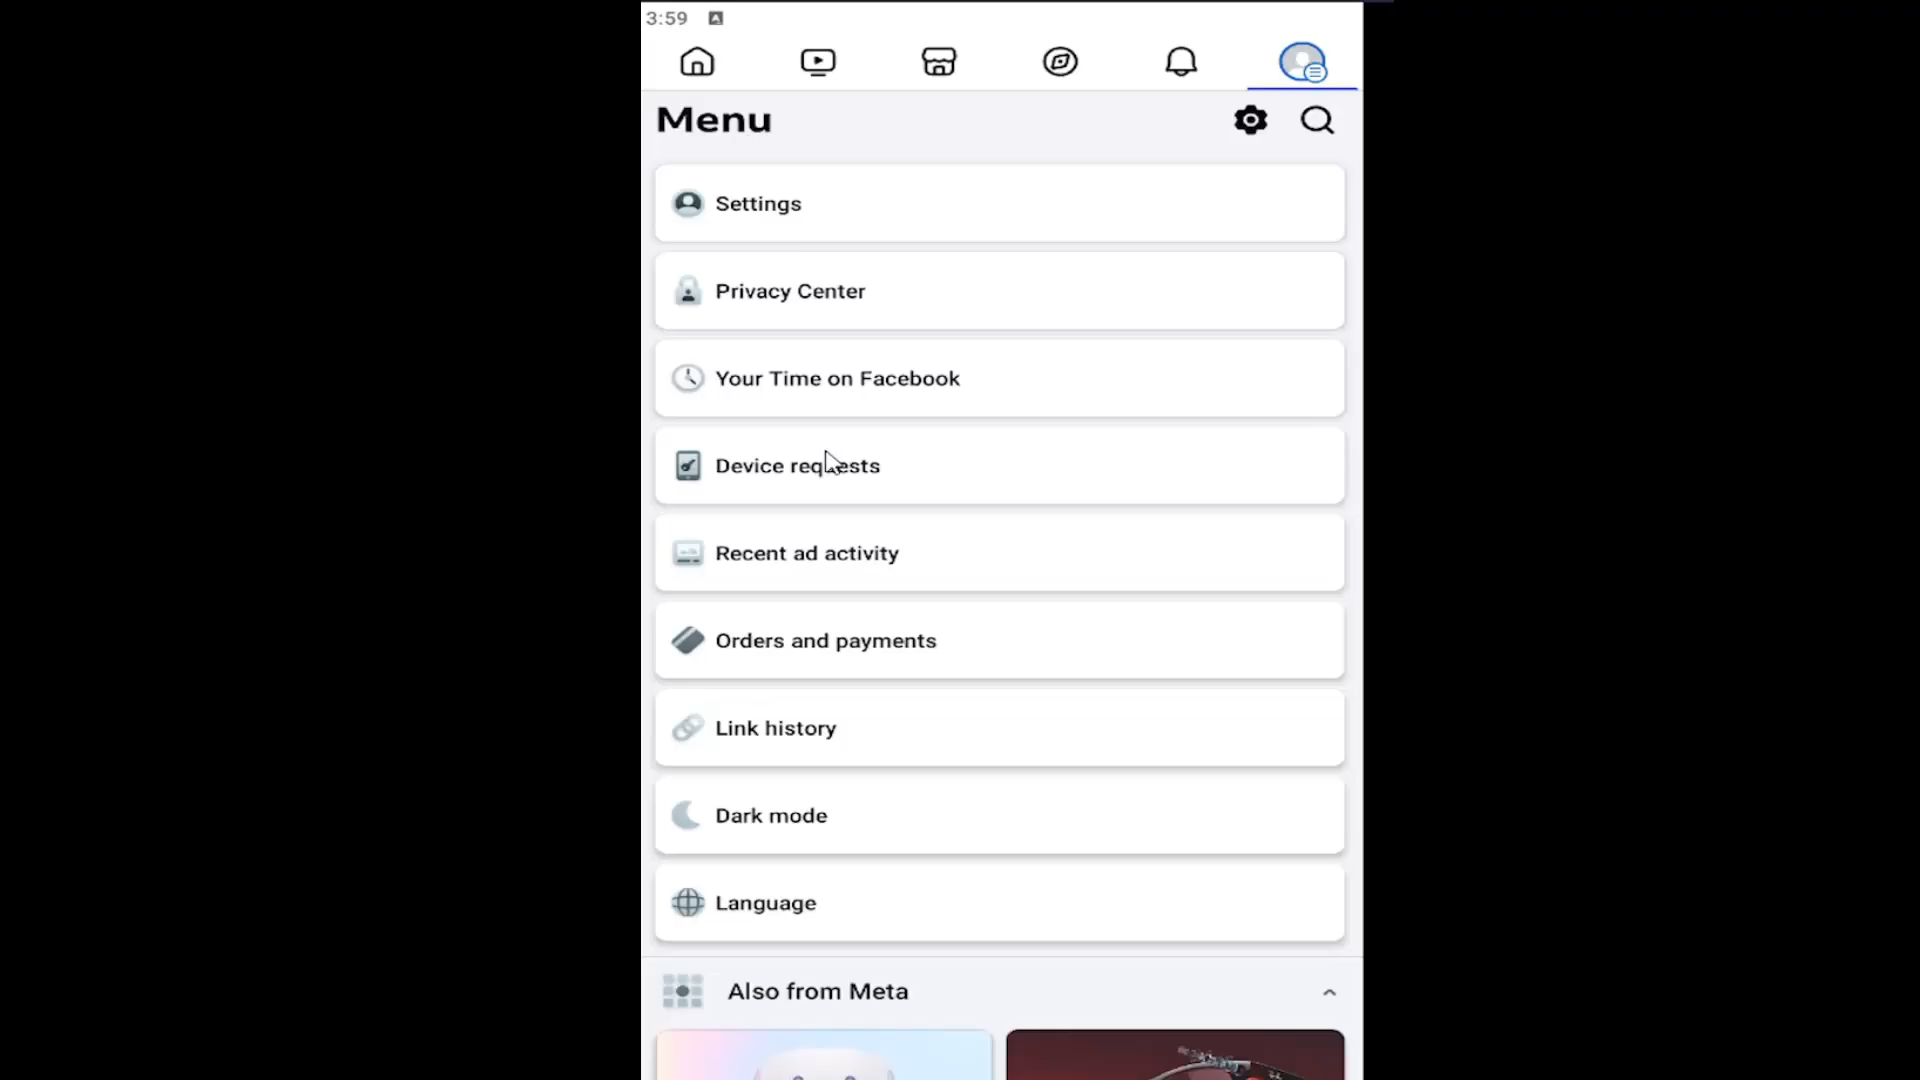 3:59
Menu
Settings
Privacy Center
Your Time on Facebook
Device requests
Recent ad activity
Orders and payments
Link history
Dark mode
Language
Also from Meta